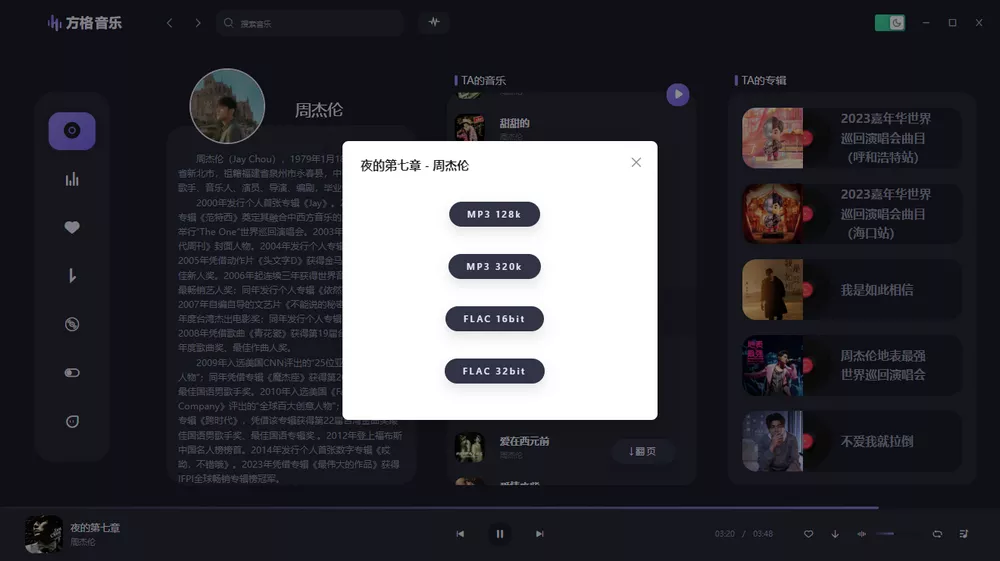 方格音乐
搜索音乐
周杰伦
周杰伦（Jay Chou），1979年1月18
省新北市，祖籍福建省泉州市永春县，中
歌手、音乐人、演员、导演、编剧，毕业
2000年发行个人首张专辑《Jay》。2
专辑《范特西》奠定其融合中西方音乐的
举行“The One”世界巡回演唱会。2003年
代周刊》封面人物。2004年发行个人专辑
2005年凭借动作片《头文字D》获得金马
佳新人奖。2006年起连续三年获得世界音
最畅销艺人奖；同年发行个人专辑《依然
2007年自编自导的文艺片《不能说的秘密
年度台湾杰出电影奖；同年发行个人专辑
2008年凭借歌曲《青花瓷》获得第19届
年度歌曲奖、最佳作曲人奖。
2009年入选美国CNN评出的“25位亚
人物”；同年凭借专辑《魔杰座》获得第2
最佳国语男歌手奖。2010年入选美国《Fa
Company》评出的“全球百大创意人物”；
专辑《跨时代》，凭借该专辑获得第22届台湾金曲奖最
佳国语男歌手奖、最佳国语专辑奖 。2012年登上福布斯
中国名人榜榜首。2014年发行个人首张数字专辑《哎
呦，不错哦》。2023年凭借专辑《最伟大的作品》获得
IFPI全球畅销专辑榜冠军。
TA的音乐
甜甜的
周杰伦
夜的第七章 - 周杰伦
MP3 128k
MP3 320k
FLAC 16bit
FLAC 32bit
爱在西元前
周杰伦
↓翻页
TA的专辑
2023嘉年华世界
巡回演唱会曲目
（呼和浩特站）
2023嘉年华世界
巡回演唱会曲目
（海口站）
我是如此相信
周杰伦地表最强
世界巡回演唱会
不爱我就拉倒
夜的第七章
周杰伦
03:20 / 03:48